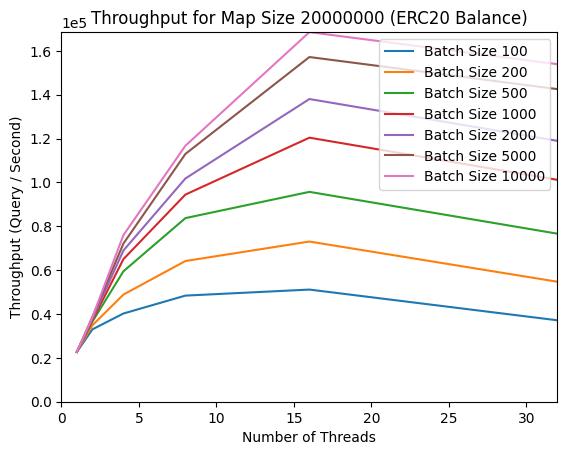 Throughput for Map Size 20000000 (ERC20 Balance)
1e5
1.6
1.4
1.2
1.0
0.8
0.6
0.4
0.2
0.0
Throughput (Query / Second)
Batch Size 100
Batch Size 200
Batch Size 500
Batch Size 1000
Batch Size 2000
Batch Size 5000
Batch Size 10000
0 5 10 15 20 25 30
Number of Threads